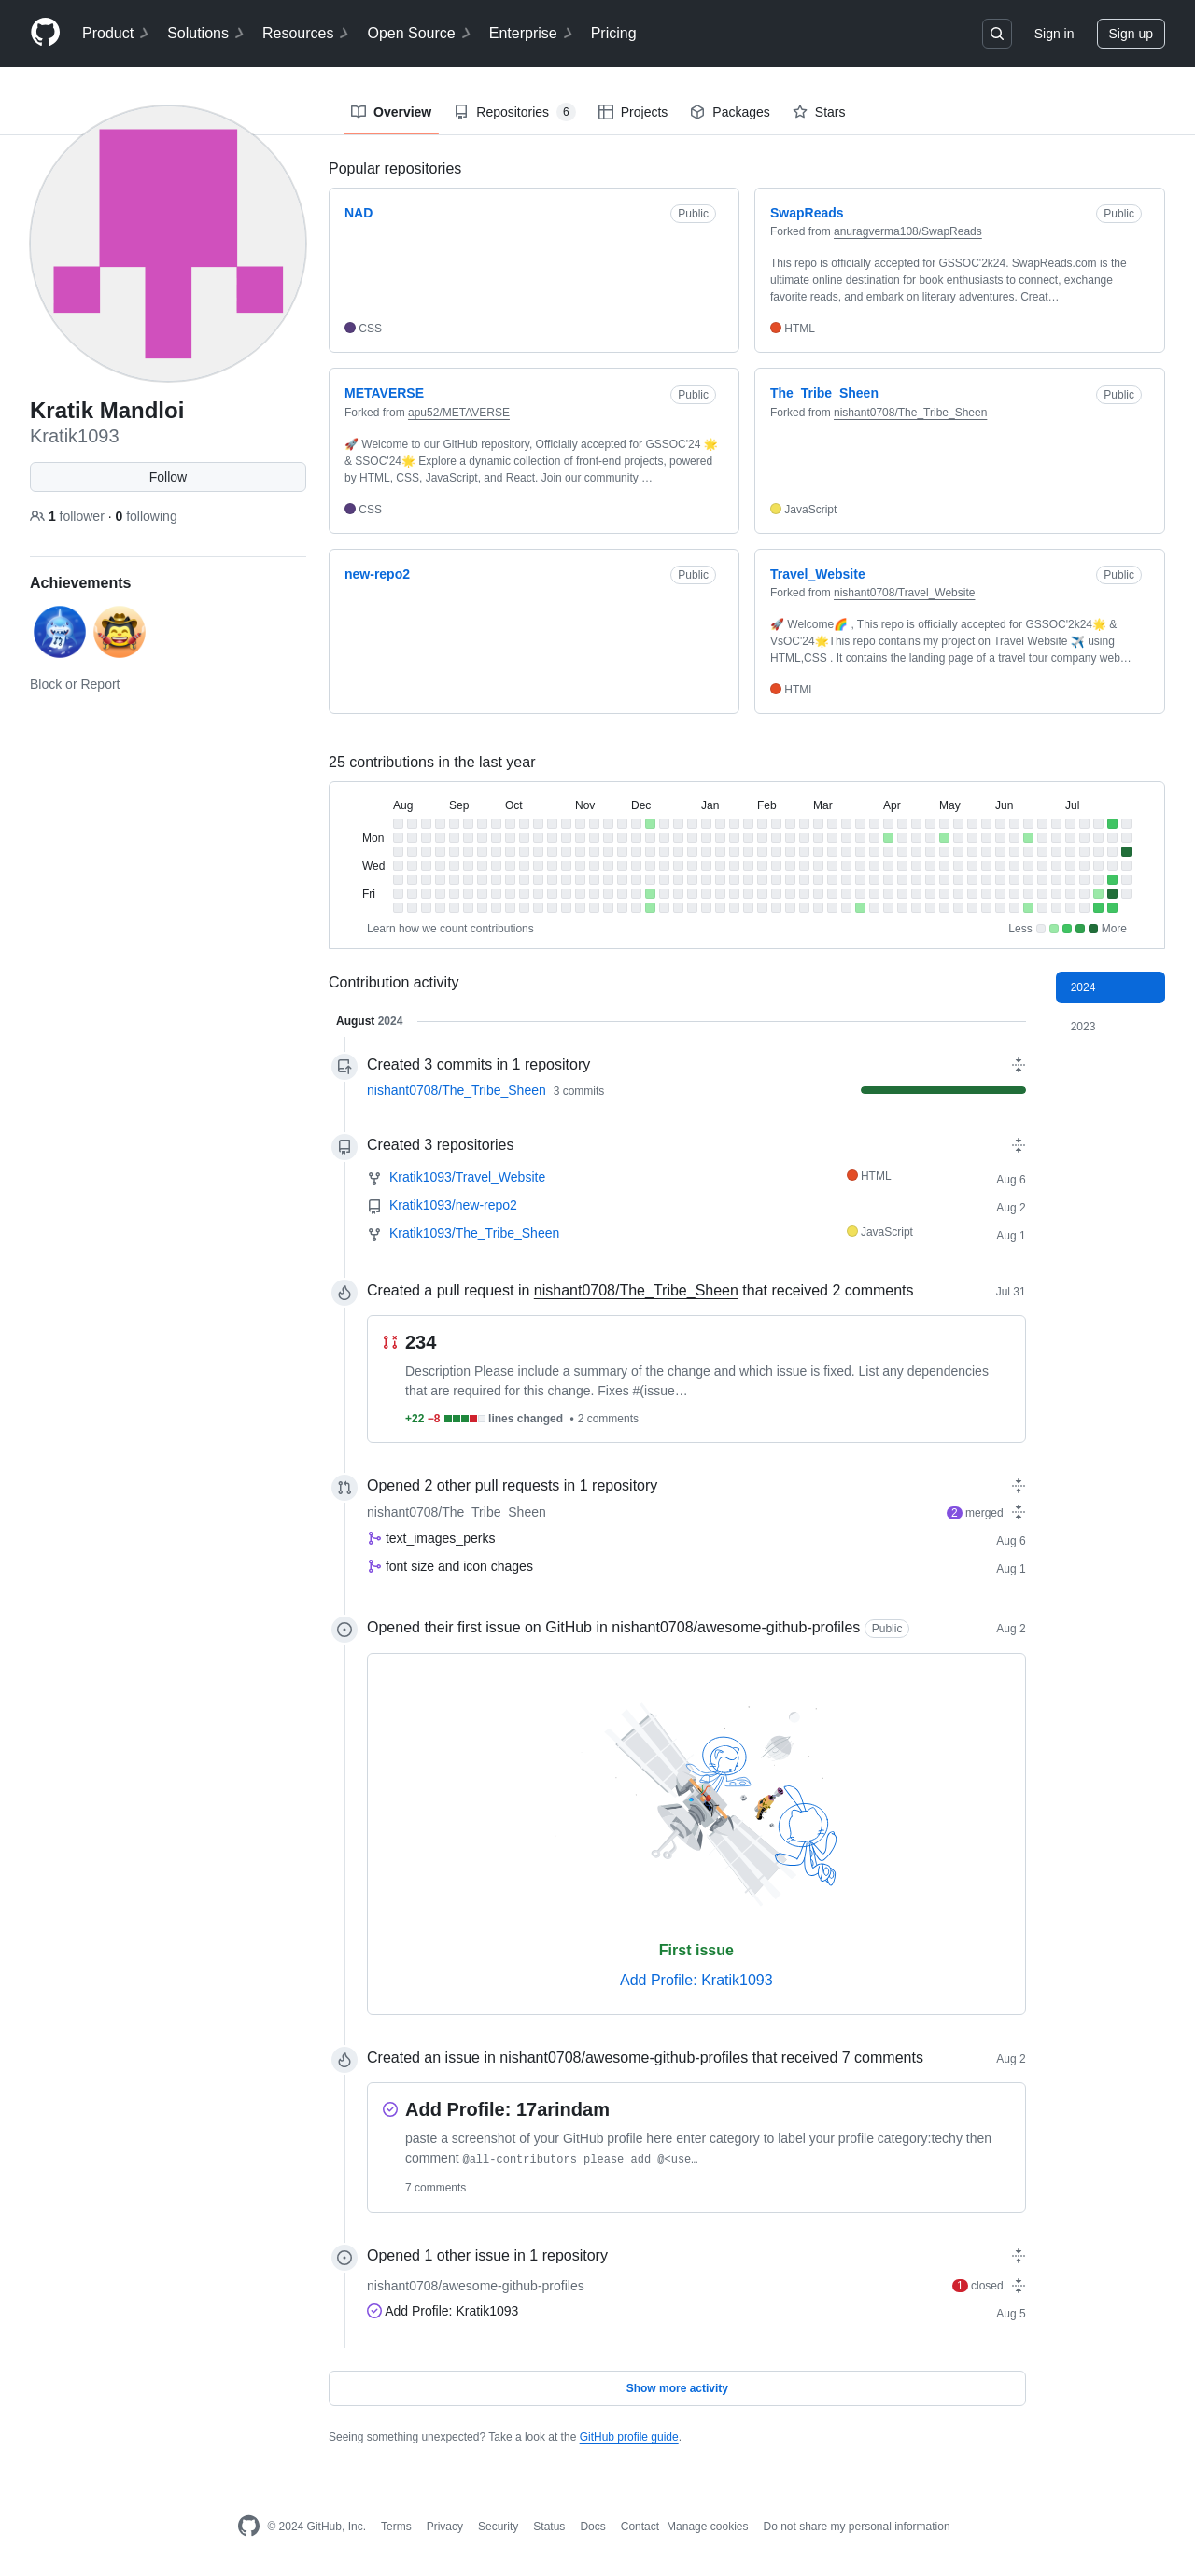 Product Solutions Resources Open Source Enterprise Pricing Sign in Sign up
Overview Repositories 6 Projects Packages Stars
Kratik Mandloi
Kratik1093
Follow
1 follower · 0 following
Achievements
Block or Report
Popular repositories
NAD Public
CSS
SwapReads Public
Forked from anuragverma108/SwapReads
This repo is officially accepted for GSSOC'2k24. SwapReads.com is the
ultimate online destination for book enthusiasts to connect, exchange
favorite reads, and embark on literary adventures. Creat…
HTML
METAVERSE Public
Forked from apu52/METAVERSE
🚀 Welcome to our GitHub repository, Officially accepted for GSSOC'24 🌟
& SSOC'24🌟 Explore a dynamic collection of front-end projects, powered
by HTML, CSS, JavaScript, and React. Join our community …
CSS
The_Tribe_Sheen Public
Forked from nishant0708/The_Tribe_Sheen
JavaScript
new-repo2 Public
Travel_Website Public
Forked from nishant0708/Travel_Website
🚀 Welcome🌈 , This repo is officially accepted for GSSOC'2k24🌟 &
VsOC'24🌟This repo contains my project on Travel Website ✈️ using
HTML,CSS . It contains the landing page of a travel tour company web…
HTML
25 contributions in the last year
Aug Sep Oct Nov Dec Jan Feb Mar Apr May Jun Jul
Mon
Wed
Fri
Learn how we count contributions Less More
Contribution activity
2024
2023
August 2024
Created 3 commits in 1 repository
nishant0708/The_Tribe_Sheen 3 commits
Created 3 repositories
Kratik1093/Travel_Website HTML Aug 6
Kratik1093/new-repo2 Aug 2
Kratik1093/The_Tribe_Sheen JavaScript Aug 1
Created a pull request in nishant0708/The_Tribe_Sheen that received 2 comments Jul 31
234
Description Please include a summary of the change and which issue is fixed. List any dependencies
that are required for this change. Fixes #(issue…
+22 −8 lines changed • 2 comments
Opened 2 other pull requests in 1 repository
nishant0708/The_Tribe_Sheen 2 merged
text_images_perks Aug 6
font size and icon chages Aug 1
Opened their first issue on GitHub in nishant0708/awesome-github-profiles Public Aug 2
First issue
Add Profile: Kratik1093
Created an issue in nishant0708/awesome-github-profiles that received 7 comments Aug 2
Add Profile: 17arindam
paste a screenshot of your GitHub profile here enter category to label your profile category:techy then
comment @all-contributors please add @<use…
7 comments
Opened 1 other issue in 1 repository
nishant0708/awesome-github-profiles 1 closed
Add Profile: Kratik1093 Aug 5
Show more activity
Seeing something unexpected? Take a look at the GitHub profile guide.
© 2024 GitHub, Inc. Terms Privacy Security Status Docs Contact Manage cookies Do not share my personal information